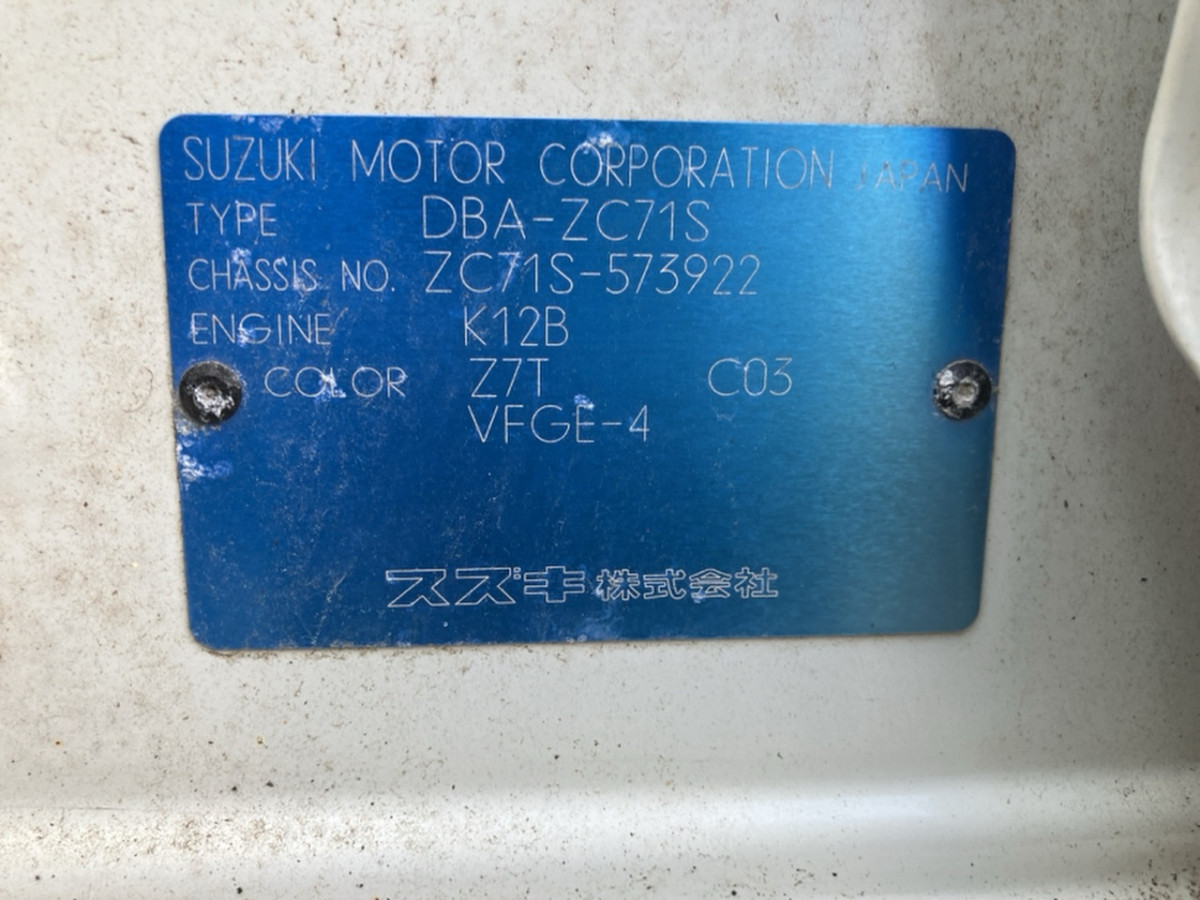 SUZUKI MOTOR CORPORATION JAPAN
TYPE DBA-ZC71S
CHASSIS NO. ZC71S-573922
ENGINE K12B
COLOR Z7T C03
VFGE-4
スズキ株式会社